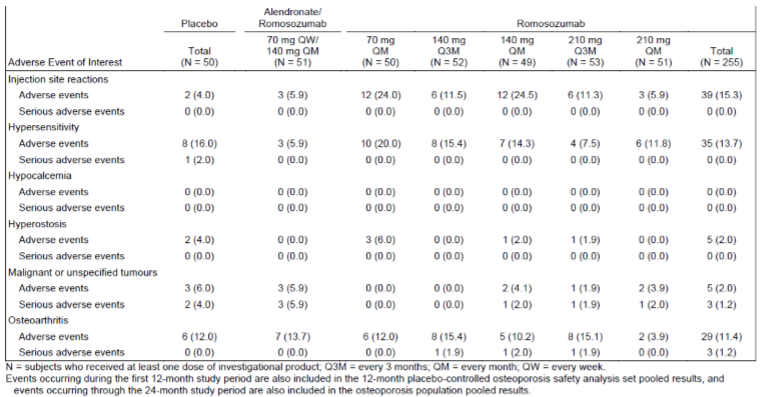 Placebo Alendronate/ Romosozumab Romosozumab
Adverse Event of Interest Total (N = 50) 70 mg QW/ 140 mg QM (N = 51) 70 mg QM (N = 50) 140 mg Q3M (N = 52) 140 mg QM (N = 49) 210 mg Q3M (N = 53) 210 mg QM (N = 51) Total (N = 255)
Injection site reactions
Adverse events 2 (4.0) 3 (5.9) 12 (24.0) 6 (11.5) 12 (24.5) 6 (11.3) 3 (5.9) 39 (15.3)
Serious adverse events 0 (0.0) 0 (0.0) 0 (0.0) 0 (0.0) 0 (0.0) 0 (0.0) 0 (0.0) 0 (0.0)
Hypersensitivity
Adverse events 8 (16.0) 3 (5.9) 10 (20.0) 8 (15.4) 7 (14.3) 4 (7.5) 6 (11.8) 35 (13.7)
Serious adverse events 1 (2.0) 0 (0.0) 0 (0.0) 0 (0.0) 0 (0.0) 0 (0.0) 0 (0.0) 0 (0.0)
Hypocalcemia
Adverse events 0 (0.0) 0 (0.0) 0 (0.0) 0 (0.0) 0 (0.0) 0 (0.0) 0 (0.0) 0 (0.0)
Serious adverse events 0 (0.0) 0 (0.0) 0 (0.0) 0 (0.0) 0 (0.0) 0 (0.0) 0 (0.0) 0 (0.0)
Hyperostosis
Adverse events 2 (4.0) 0 (0.0) 3 (6.0) 0 (0.0) 1 (2.0) 1 (1.9) 0 (0.0) 5 (2.0)
Serious adverse events 0 (0.0) 0 (0.0) 0 (0.0) 0 (0.0) 0 (0.0) 0 (0.0) 0 (0.0) 0 (0.0)
Malignant or unspecified tumours
Adverse events 3 (6.0) 3 (5.9) 0 (0.0) 0 (0.0) 2 (4.1) 1 (1.9) 2 (3.9) 5 (2.0)
Serious adverse events 2 (4.0) 3 (5.9) 0 (0.0) 0 (0.0) 1 (2.0) 1 (1.9) 1 (2.0) 3 (1.2)
Osteoarthritis
Adverse events 6 (12.0) 7 (13.7) 6 (12.0) 8 (15.4) 5 (10.2) 8 (15.1) 2 (3.9) 29 (11.4)
Serious adverse events 0 (0.0) 0 (0.0) 0 (0.0) 1 (1.9) 1 (2.0) 1 (1.9) 0 (0.0) 3 (1.2)
N = subjects who received at least one dose of investigational product; Q3M = every 3 months; QM = every month; QW = every week.
Events occurring during the first 12-month study period are also included in the 12-month placebo-controlled osteoporosis safety analysis set pooled results, and
events occurring through the 24-month study period are also included in the osteoporosis population pooled results.